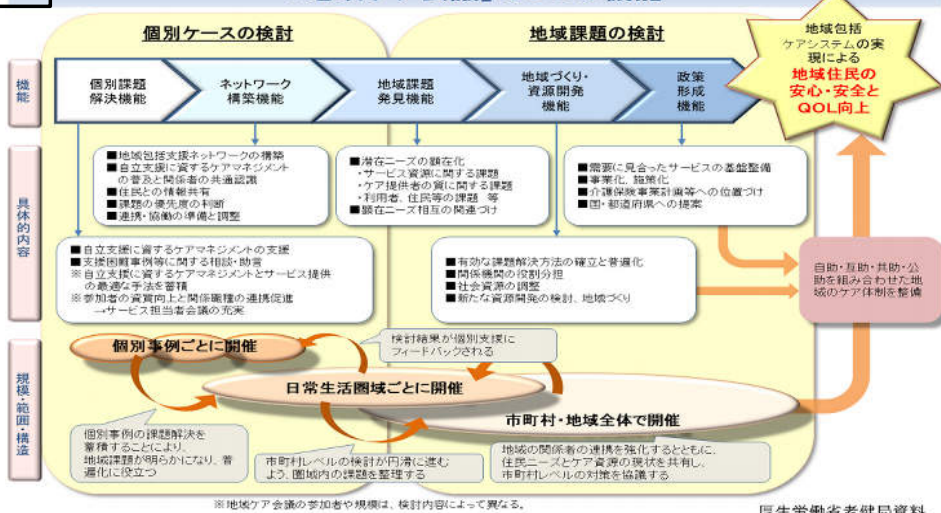 個別ケースの検討
地域課題の検討
地域包括
ケアシステムの実
現による
地域住民の
安心・安全と
QOL向上
機能
個別課題
解決機能
ネットワーク
構築機能
地域課題
発見機能
地域づくり・
資源開発
機能
政策
形成
機能
具体的内容
■地域包括支援ネットワークの構築
■自立支援に資するケアマネジメント
の普及と関係者の共通認識
■住民との情報共有
■課題の優先度の判断
■連携・協働の準備と調整
■潜在ニーズの顕在化
・サービス資源に関する課題
・ケア提供者の質に関する課題
・利用者、住民等の課題 等
■顕在ニーズ相互の関連づけ
■需要に見合ったサービスの基盤整備
■事業化、施策化
■介護保険事業計画等への位置づけ
■国・都道府県への提案
■自立支援に資するケアマネジメントの支援
■支援困難事例等に関する相談・助言
※自立支援に資するケアマネジメントとサービス提供
の最適な手法を蓄積
※参加者の資質向上と関係職種の連携促進
→サービス担当者会議の充実
■有効な課題解決方法の確立と普遍化
■関係機関の役割分担
■社会資源の調整
■新たな資源開発の検討、地域づくり
自助・互助・共助・公
助を組み合わせた地
域のケア体制を整備
規模・範囲・構造
個別事例ごとに開催
検討結果が個別支援に
フィードバックされる
日常生活圏域ごとに開催
市町村・地域全体で開催
個別事例の課題解決を
蓄積することにより、
地域課題が明らかになり、普
遍化に役立つ
市町村レベルの検討が円滑に進む
よう、圏域内の課題を整理する
地域の関係者の連携を強化するとともに、
住民ニーズとケア資源の現状を共有し、
市町村レベルの対策を協議する
※地域ケア会議の参加者や規模は、検討内容によって異なる。
厚生労働省老健局資料